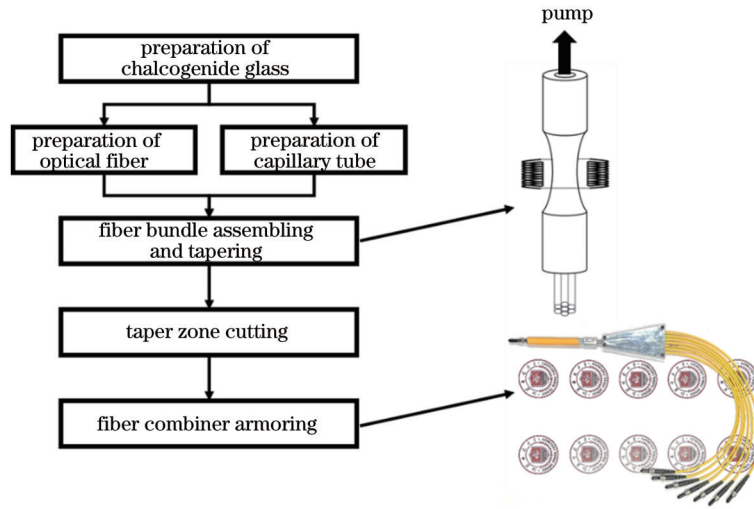 pump
preparation of
chalcogenide glass
preparation of
optical fiber
preparation of
capillary tube
fiber bundle assembling
and tapering
taper zone cutting
fiber combiner armoring